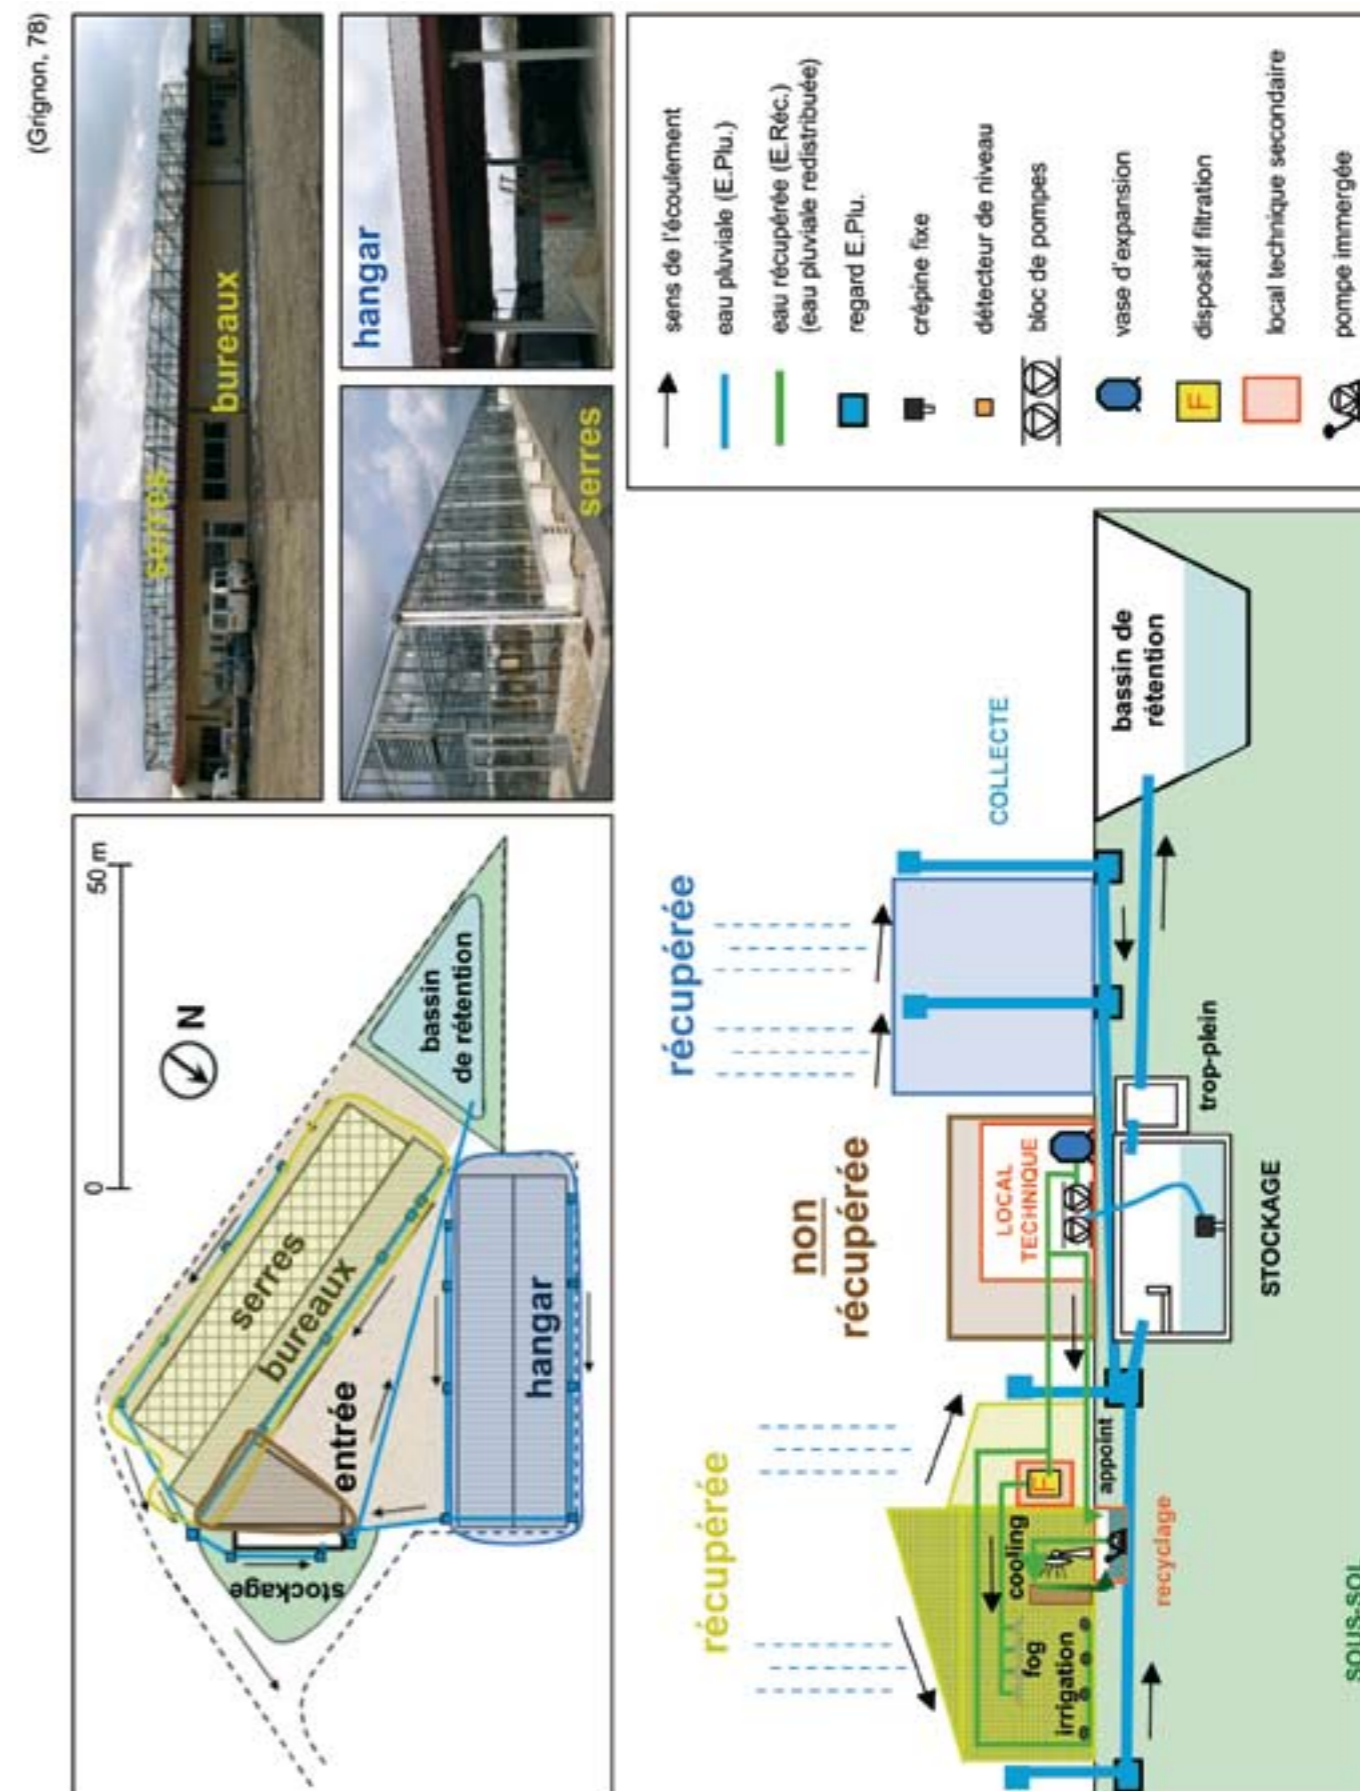 (Grignon, 78)
0
50 m
N
serres
bureaux
entrée
stockage
hangar
bassin
de rétention
serres
bureaux
serres
hangar
récupérée
non
récupérée
récupérée
COLLECTE
LOCAL
TECHNIQUE
F
cooling
fog
irrigation
appoint
recyclage
trop-plein
STOCKAGE
bassin de
rétention
SOUS-SOL
sens de l'écoulement
eau pluviale (E.Plu.)
eau récupérée (E.Réc.)
(eau pluviale redistribuée)
regard E.Plu.
crépine fixe
détecteur de niveau
bloc de pompes
vase d'expansion
F
dispositif filtration
local technique secondaire
pompe immergée